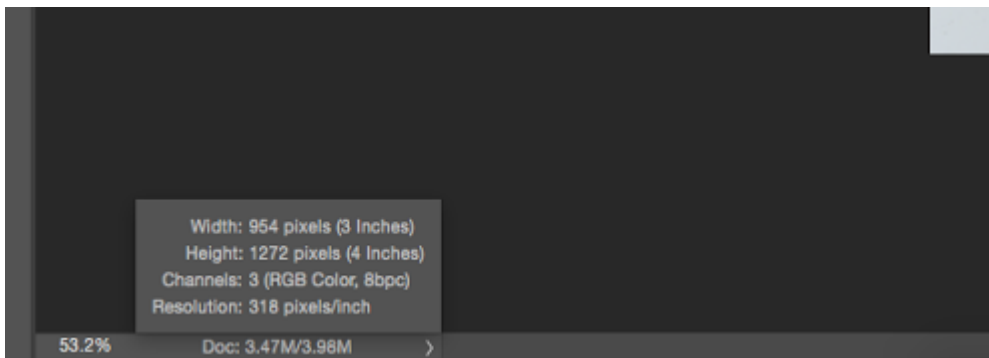 Width: 954 pixels (3 Inches)
Height: 1272 pixels (4 Inches)
Channels: 3 (RGB Color, 8bpc)
Resolution: 318 pixels/inch
53.2% Doc: 3.47M/3.98M